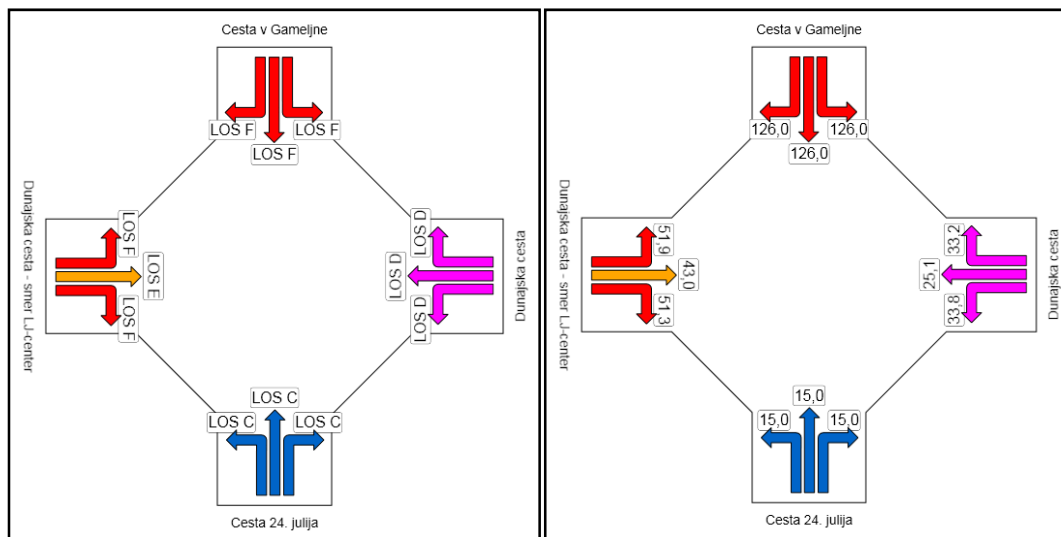 Cesta v Gameljne
LOS F
LOS F
LOS F
Dunajska cesta - smer LJ-center
LOS F
LOS E
LOS F
LOS D
LOS D
LOS D
Dunajska cesta
LOS C
LOS C
LOS C
Cesta 24. julija
Cesta v Gameljne
126,0
126,0
126,0
Dunajska cesta - smer LJ-center
51,9
43,0
51,3
33,2
25,1
33,8
Dunajska cesta
15,0
15,0
15,0
Cesta 24. julija